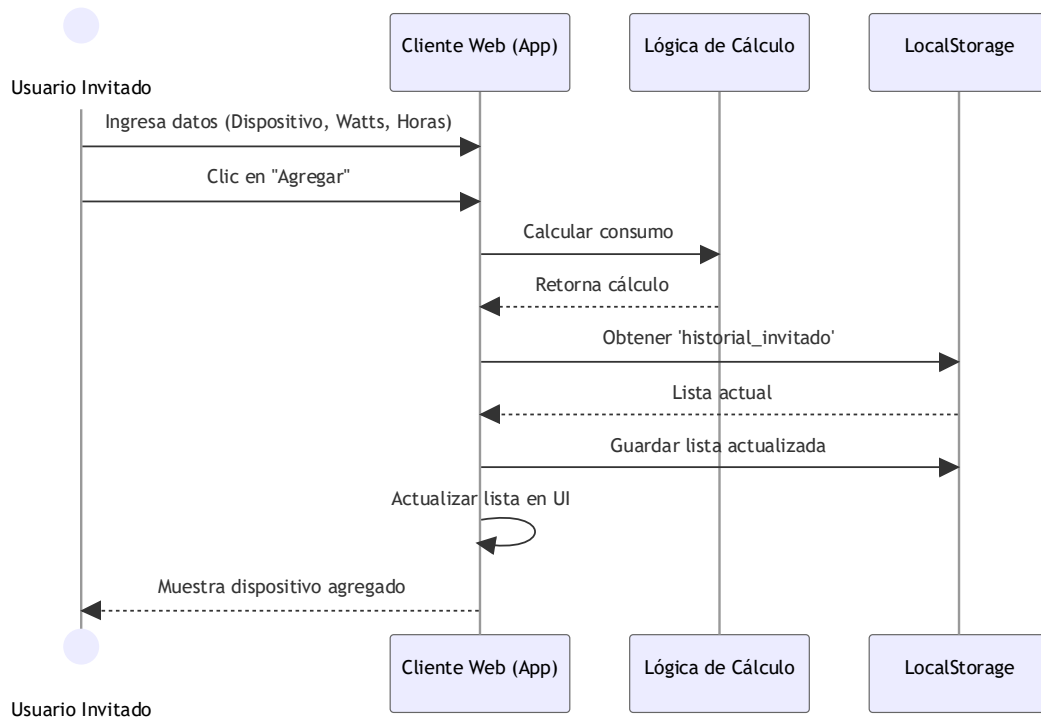 Cliente Web (App)
Lógica de Cálculo
LocalStorage
Usuario Invitado
Ingresa datos (Dispositivo, Watts, Horas)
Clic en "Agregar"
Calcular consumo
Retorna cálculo
Obtener 'historial_invitado'
Lista actual
Guardar lista actualizada
Actualizar lista en UI
Muestra dispositivo agregado
Cliente Web (App)
Lógica de Cálculo
LocalStorage
Usuario Invitado